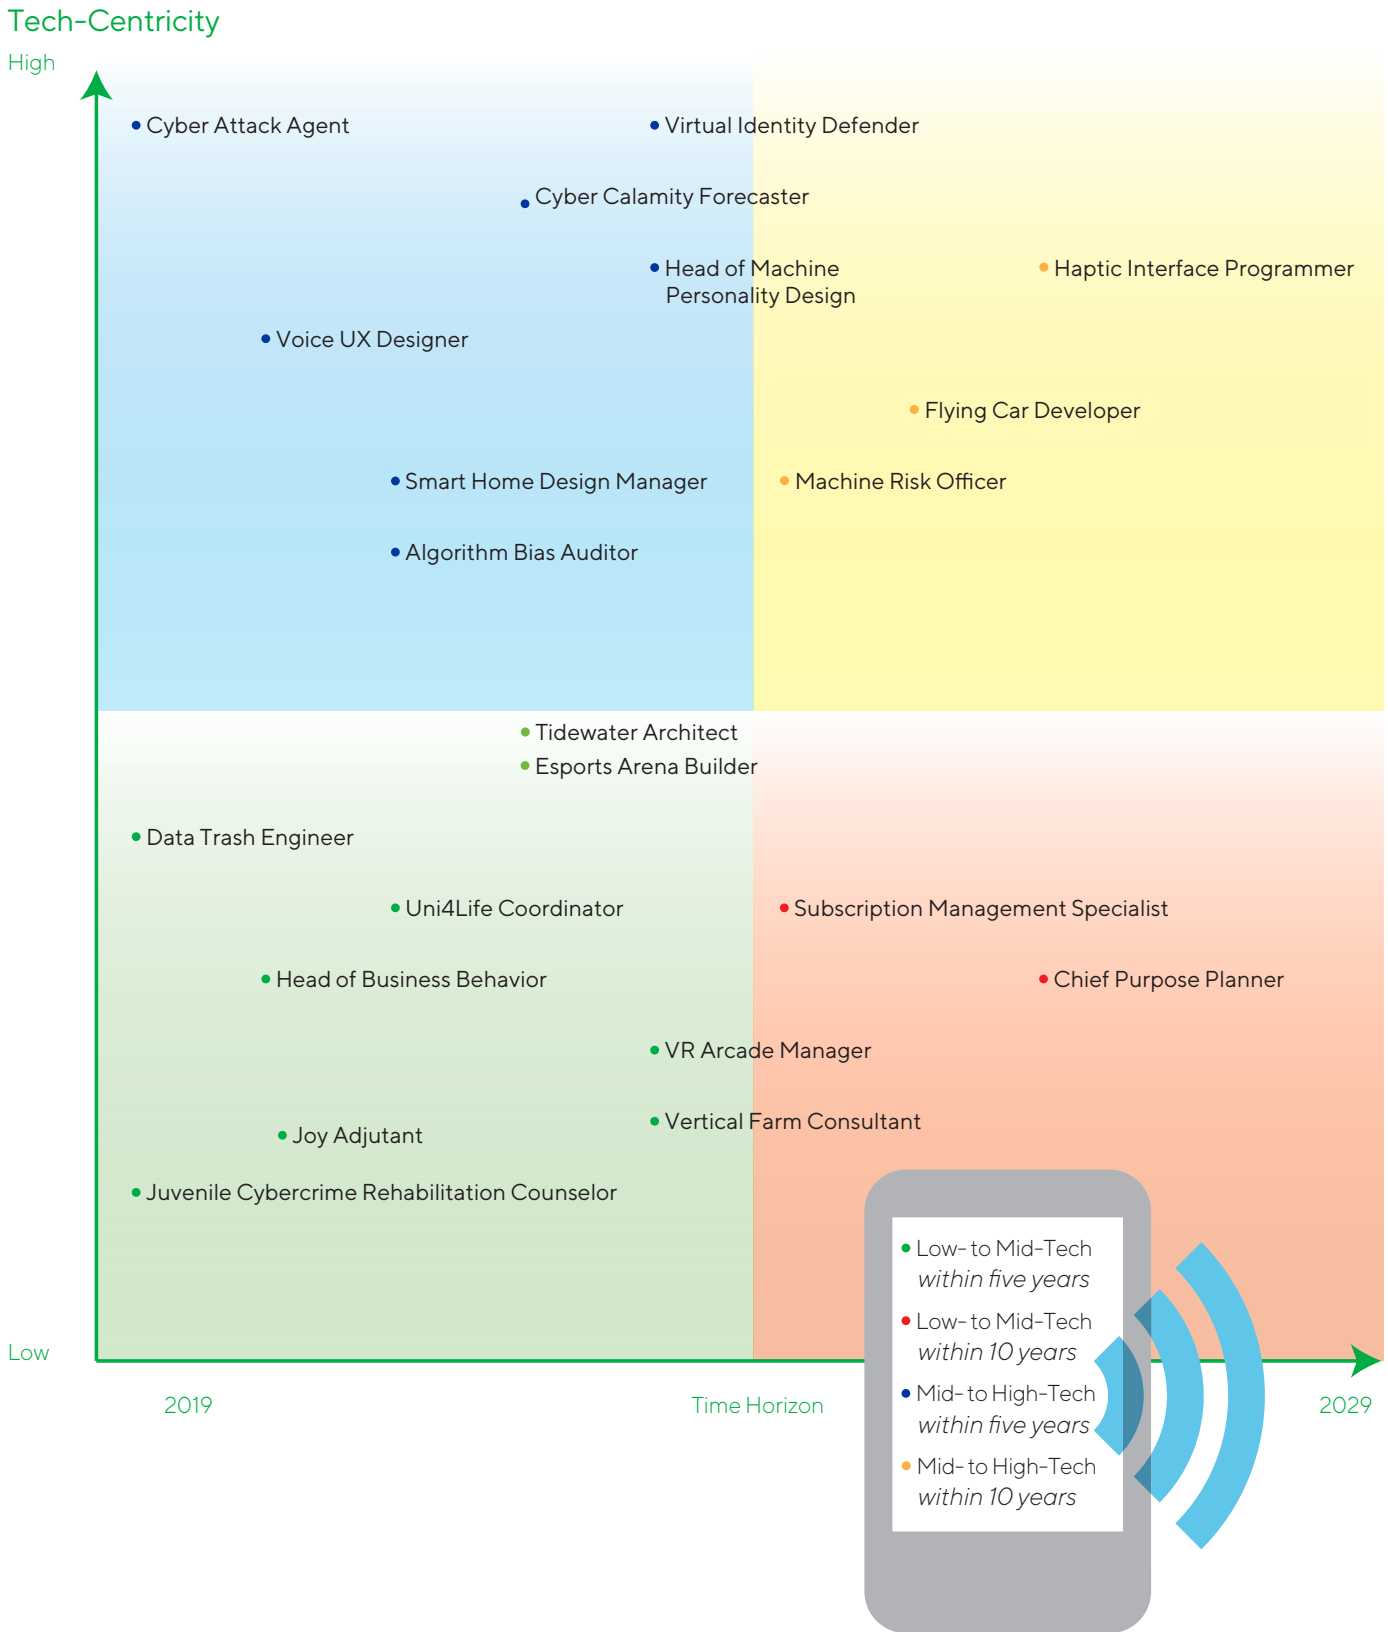 Tech-Centricity
High
Cyber Attack Agent
Virtual Identity Defender
Cyber Calamity Forecaster
Head of Machine
Personality Design
Haptic Interface Programmer
Voice UX Designer
Flying Car Developer
Smart Home Design Manager
Machine Risk Officer
Algorithm Bias Auditor
Tidewater Architect
Esports Arena Builder
Data Trash Engineer
Uni4Life Coordinator
Subscription Management Specialist
Head of Business Behavior
Chief Purpose Planner
VR Arcade Manager
Vertical Farm Consultant
Joy Adjutant
Juvenile Cybercrime Rehabilitation Counselor
Low- to Mid-Tech
within five years
Low- to Mid-Tech
within 10 years
Mid- to High-Tech
within five years
Mid- to High-Tech
within 10 years
Low
2019
Time Horizon
2029